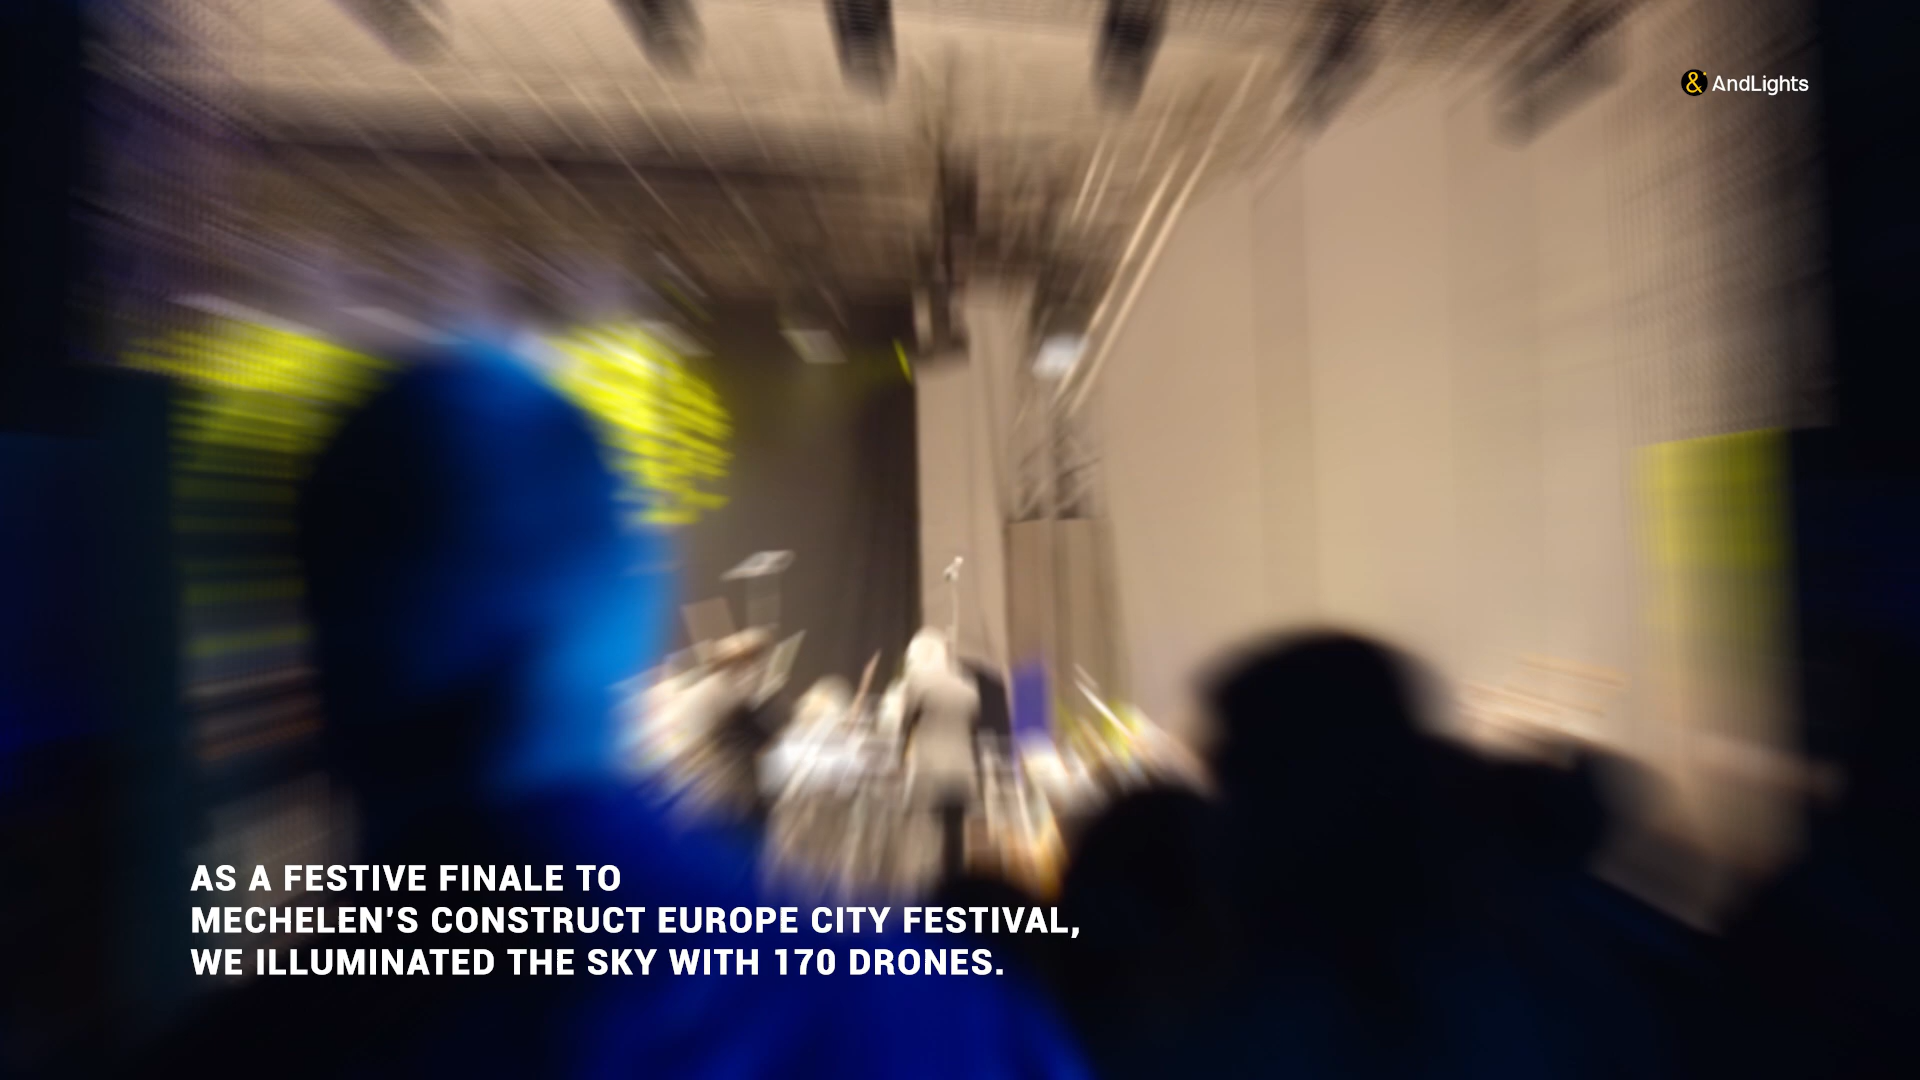 & AndLights
AS A FESTIVE FINALE TO
MECHELEN'S CONSTRUCT EUROPE CITY FESTIVAL,
WE ILLUMINATED THE SKY WITH 170 DRONES.